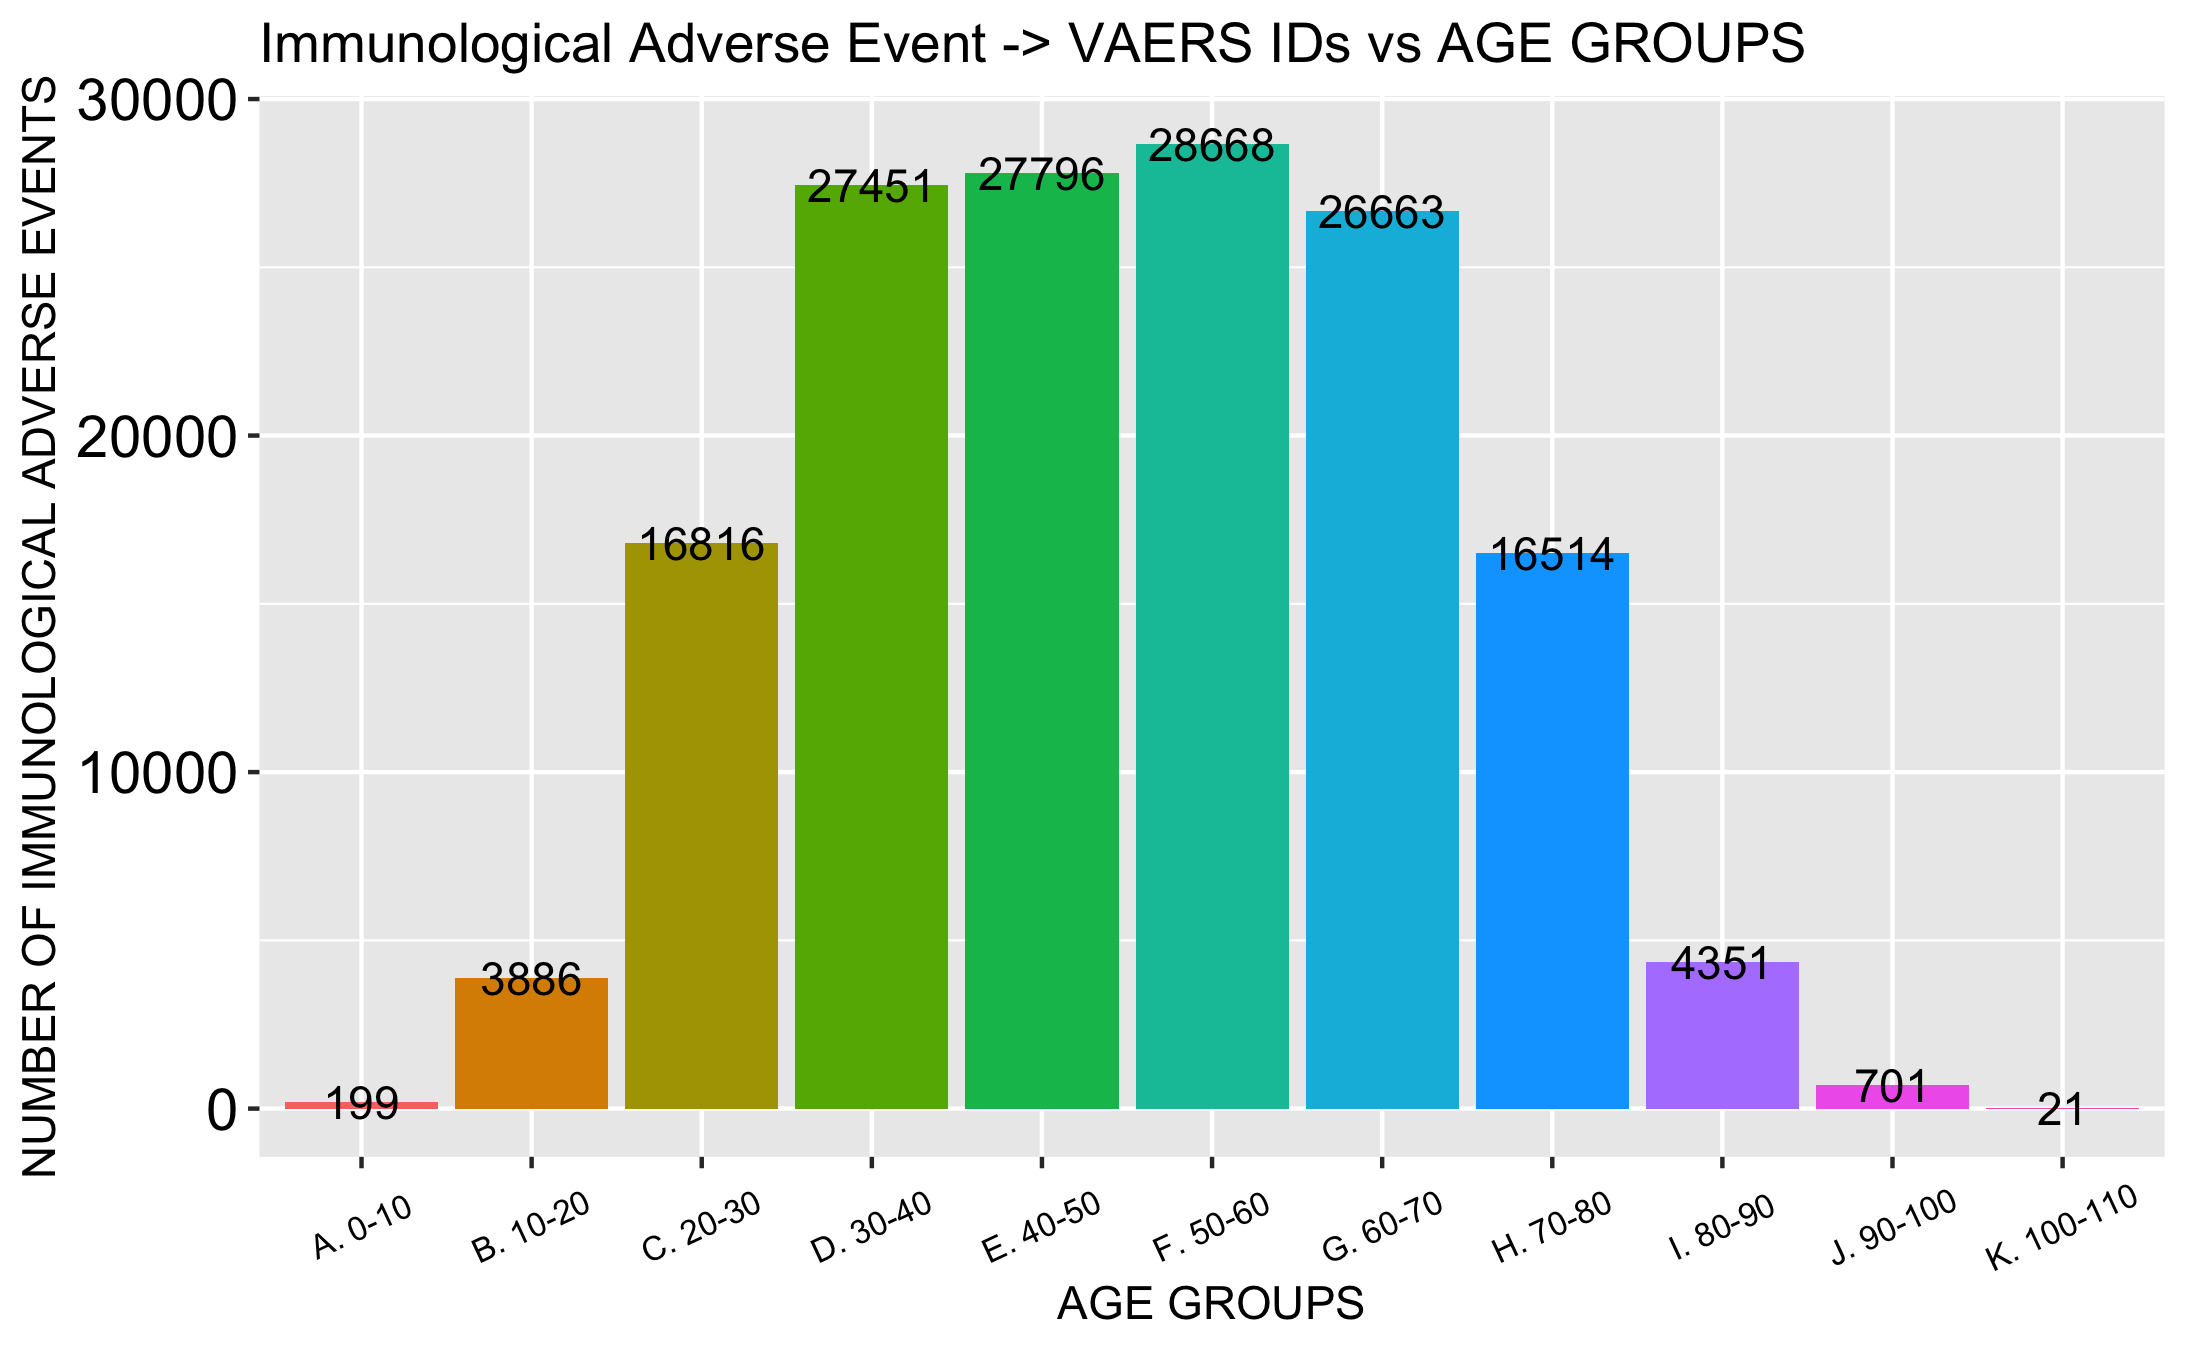 Immunological Adverse Event -> VAERS IDs vs AGE GROUPS
NUMBER OF IMMUNOLOGICAL ADVERSE EVENTS
30000
20000
10000
0
199
3886
16816
27451
27796
28668
26663
16514
4351
701
21
A. 0-10
B. 10-20
C. 20-30
D. 30-40
E. 40-50
F. 50-60
G. 60-70
H. 70-80
I. 80-90
J. 90-100
K. 100-110
AGE GROUPS